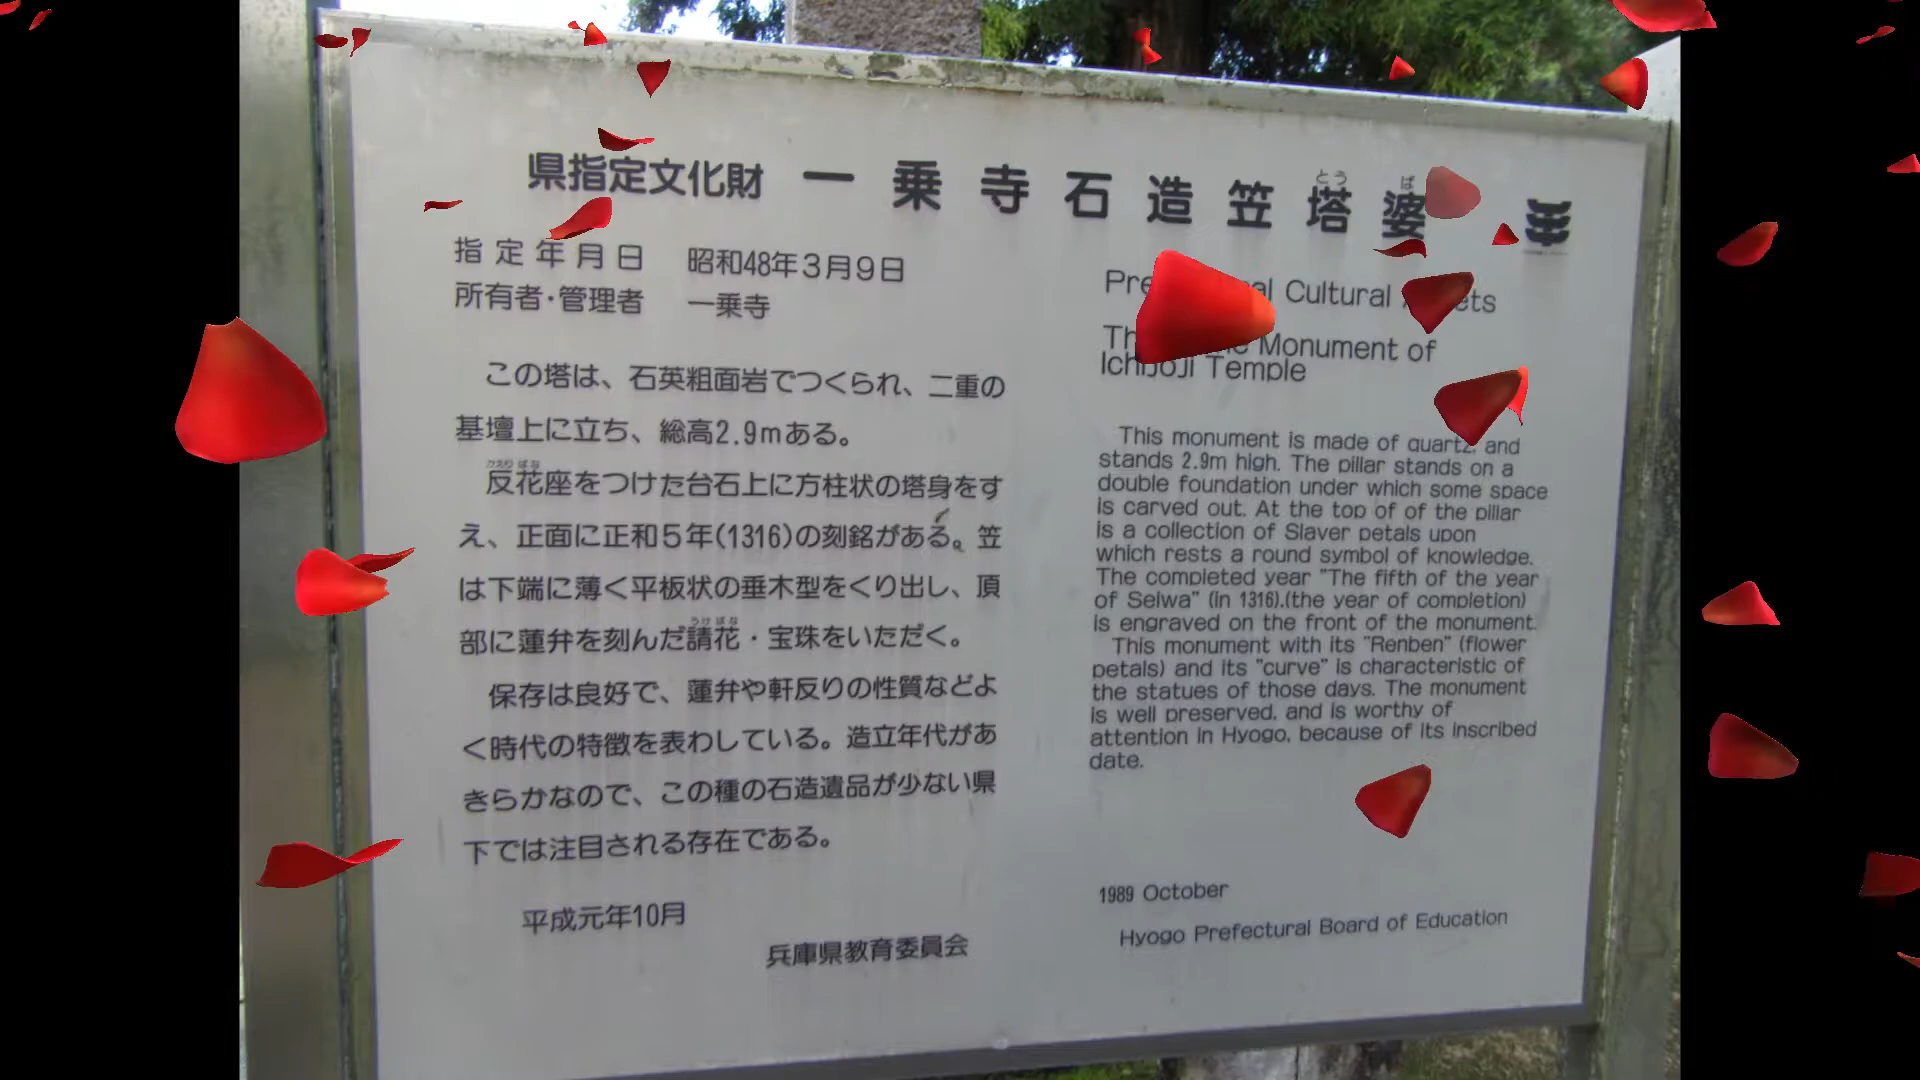 県指定文化財 一乗寺石造笠塔婆
とう ば
指定年月日 昭和48年3月9日
所有者・管理者 一乗寺
この塔は、石英粗面岩でつくられ、二重の
基壇上に立ち、総高2.9mある。
かえり ばな
反花座をつけた台石上に方柱状の塔身をす
え、正面に正和5年(1316)の刻銘がある。笠
は下端に薄く平板状の垂木型をくり出し、頂
うけ ばな
部に蓮弁を刻んだ請花・宝珠をいただく。
保存は良好で、蓮弁や軒反りの性質などよ
く時代の特徴を表わしている。造立年代があ
きらかなので、この種の石造遺品が少ない県
下では注目される存在である。
平成元年10月
兵庫県教育委員会
Cultural
Monument of
Ichijoji Temple
This monument is made of quartz, and
stands 2.9m high. The pillar stands on a
double foundation under which some space
is carved out. At the top of of the pillar
is a collection of Slaver petals upon
which rests a round symbol of knowledge.
The completed year "The fifth of the year
of Seiwa" (in 1316).(the year of completion)
is engraved on the front of the monument.
This monument with its "Renben" (flower
petals) and its "curve" is characteristic of
the statues of those days. The monument
is well preserved, and is worthy of
attention in Hyogo, because of its inscribed
date.
1989 October
Hyogo Prefectural Board of Education